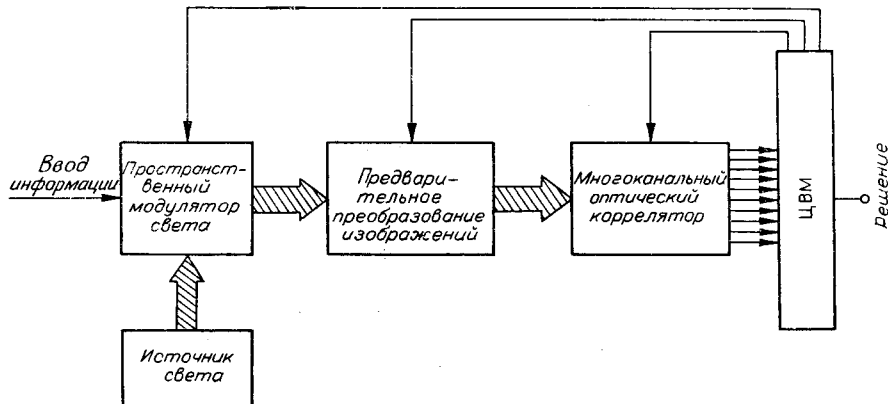 Ввод
информации
Пространст-
венный
модулятор
света
Предвари-
тельное
преобразование
изображений
Многоканальный
оптический
коррелятор
ЦВМ
Решение
Источник
света